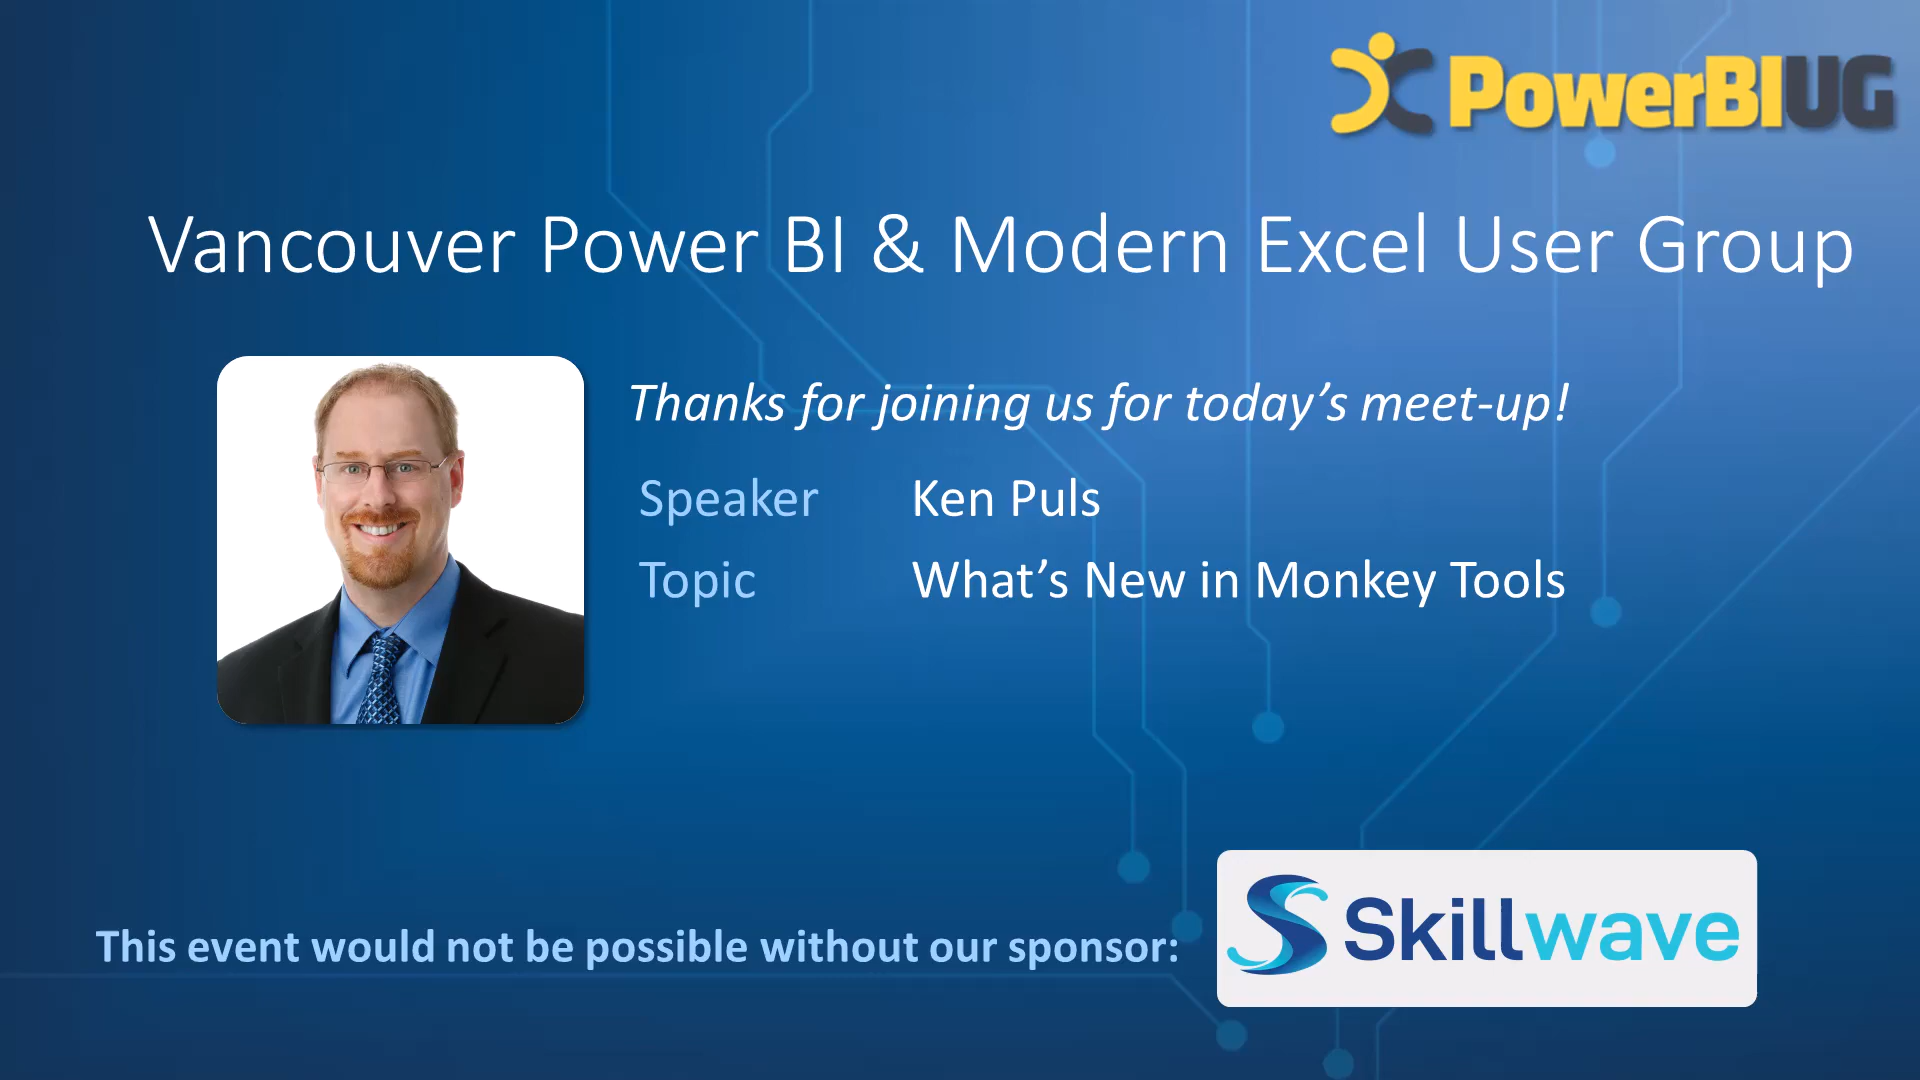 PowerBIUG
Vancouver Power BI & Modern Excel User Group
Thanks for joining us for today’s meet-up!
Speaker Ken Puls
Topic What’s New in Monkey Tools
This event would not be possible without our sponsor:
Skillwave